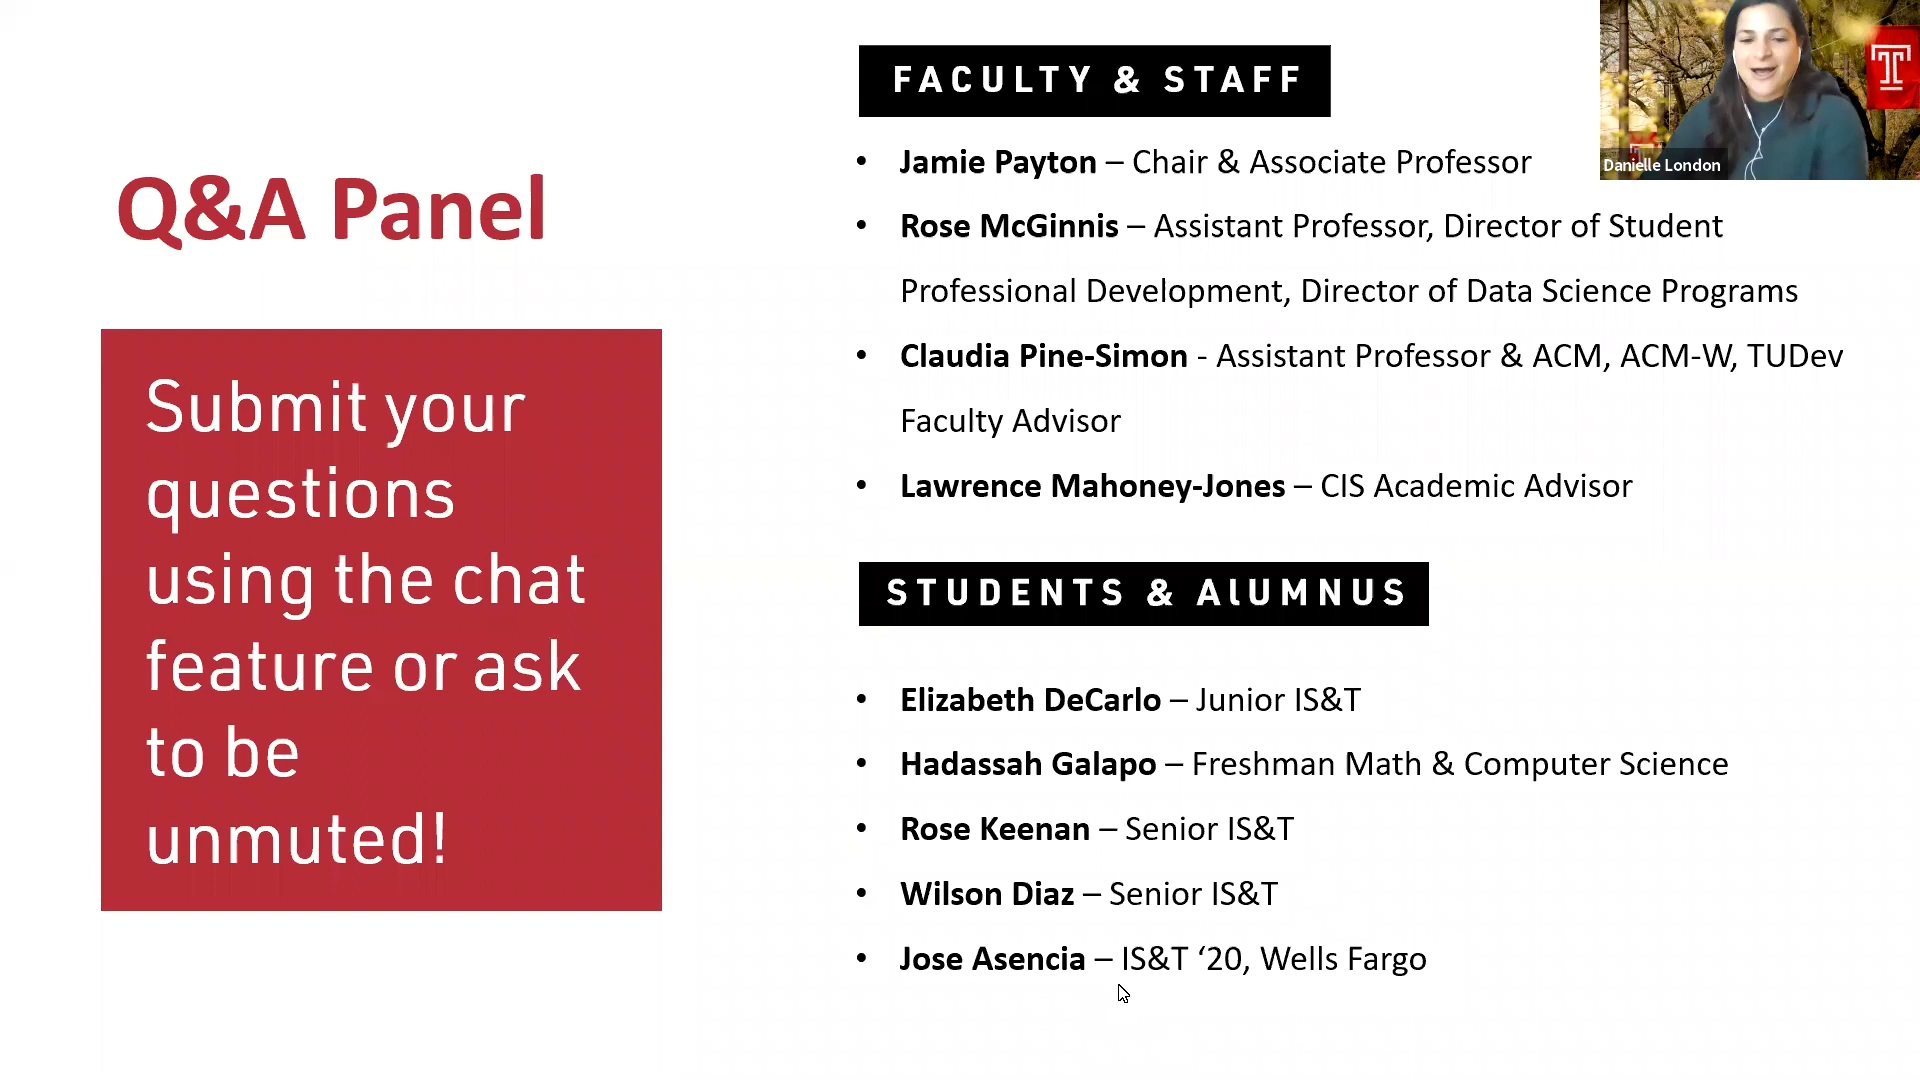 Q&A Panel
Submit your
questions
using the chat
feature or ask
to be
unmuted!
FACULTY & STAFF
• Jamie Payton – Chair & Associate Professor
• Rose McGinnis – Assistant Professor, Director of Student
Professional Development, Director of Data Science Programs
• Claudia Pine-Simon - Assistant Professor & ACM, ACM-W, TUDev
Faculty Advisor
• Lawrence Mahoney-Jones – CIS Academic Advisor
STUDENTS & AlUMNUS
• Elizabeth DeCarlo – Junior IS&T
• Hadassah Galapo – Freshman Math & Computer Science
• Rose Keenan – Senior IS&T
• Wilson Diaz – Senior IS&T
• Jose Asencia – IS&T ‘20, Wells Fargo
T
Danielle London